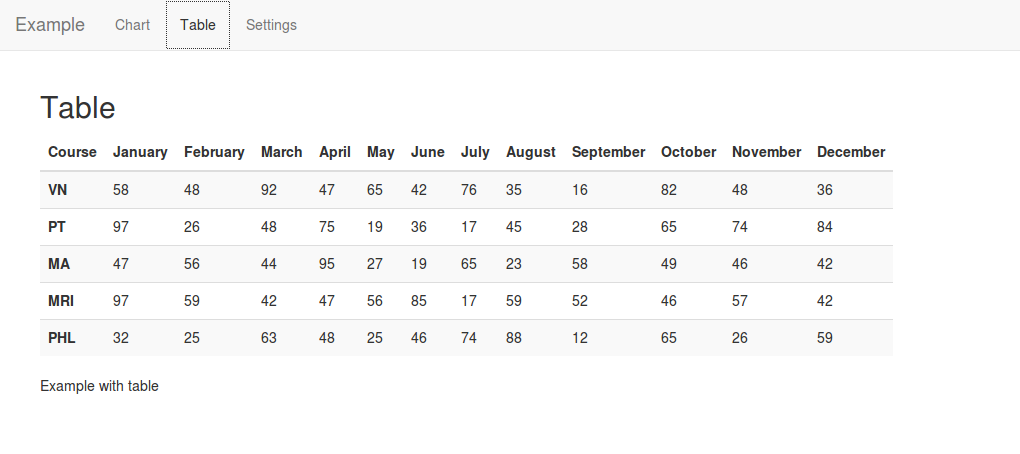 Example Chart Table Settings
Table
Course January February March April May June July August September October November December
VN 58 48 92 47 65 42 76 35 16 82 48 36
PT 97 26 48 75 19 36 17 45 28 65 74 84
MA 47 56 44 95 27 19 65 23 58 49 46 42
MRI 97 59 42 47 56 85 17 59 52 46 57 42
PHL 32 25 63 48 25 46 74 88 12 65 26 59
Example with table